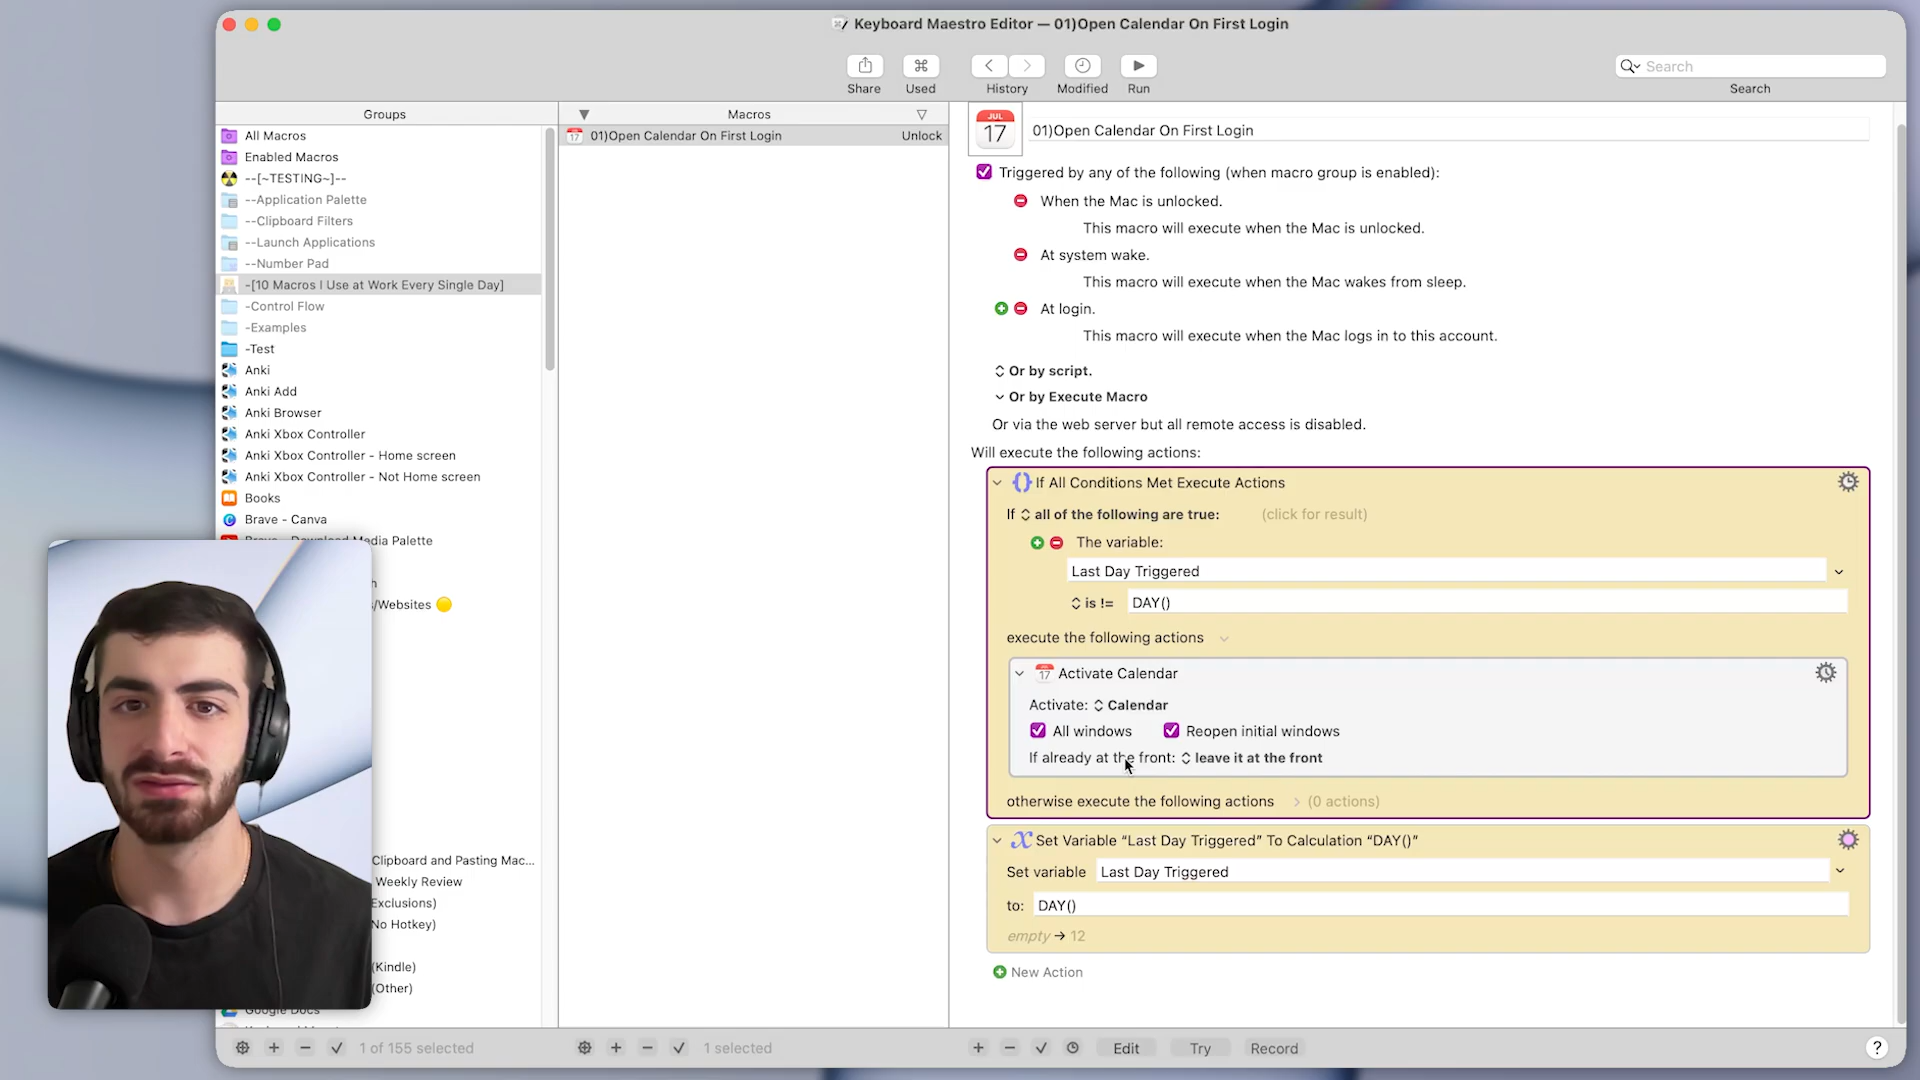 Keyboard Maestro Editor — 01)Open Calendar On First Login
Share
Used
History
Modified
Run
Search
Search
Groups
All Macros
Enabled Macros
--[~TESTING~]--
--Application Palette
--Clipboard Filters
--Launch Applications
--Number Pad
-[10 Macros I Use at Work Every Single Day]
-Control Flow
-Examples
-Test
Anki
Anki Add
Anki Browser
Anki Xbox Controller
Anki Xbox Controller - Home screen
Anki Xbox Controller - Not Home screen
Books
Brave - Canva
Brave - Download Media Palette
/Websites
Clipboard and Pasting Mac...
Weekly Review
Exclusions)
No Hotkey)
(Kindle)
(Other)
Google Docs
1 of 155 selected
Macros
17 01)Open Calendar On First Login Unlock
1 selected
JUL
17
01)Open Calendar On First Login
Triggered by any of the following (when macro group is enabled):
When the Mac is unlocked.
This macro will execute when the Mac is unlocked.
At system wake.
This macro will execute when the Mac wakes from sleep.
At login.
This macro will execute when the Mac logs in to this account.
Or by script.
Or by Execute Macro
Or via the web server but all remote access is disabled.
Will execute the following actions:
If All Conditions Met Execute Actions
If all of the following are true: (click for result)
The variable:
Last Day Triggered
is != DAY()
execute the following actions
17 Activate Calendar
Activate: Calendar
All windows Reopen initial windows
If already at the front: leave it at the front
otherwise execute the following actions (0 actions)
Set Variable “Last Day Triggered” To Calculation “DAY()”
Set variable Last Day Triggered
to: DAY()
empty → 12
New Action
Edit
Try
Record
?